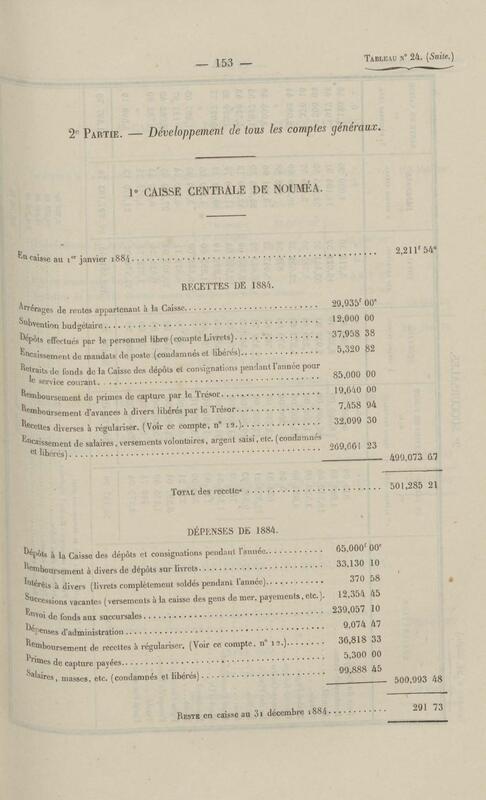 — 153 —
TABLEAU N° 24. (Suite.)
2e PARTIE. — Développement de tous les comptes généraux.
1° CAISSE CENTRALE DE NOUMÉA.
En caisse au 1er janvier 1884 2,211f 54c
RECETTES DE 1884.
Arrérages de rentes appartenant à la Caisse 29,935f 00c
Subvention budgétaire 12,000 00
Dépôts effectués par le personnel libre (compte Livrets) 37,958 38
Encaissement de mandats de poste (condamnés et libérés) 5,320 82
Retraits de fonds de la Caisse des dépôts et consignations pendant l'année pour
le service courant 85,000 00
Remboursement de primes de capture par le Trésor 19,640 00
Remboursement d'avances à divers libérés par le Trésor 7,458 94
Recettes diverses à régulariser. (Voir ce compte, n° 12.) 32,099 30
Encaissement de salaires, versements volontaires, argent saisi, etc. (condamnés
et libérés) 269,661 23
499,073 67
TOTAL des recettes 501,285 21
DÉPENSES DE 1884.
Dépôts à la Caisse des dépôts et consignations pendant l'année 65,000f 00c
Remboursement à divers de dépôts sur livrets 33,130 10
Intérêts à divers (livrets complètement soldés pendant l'année) 370 58
Successions vacantes (versements à la caisse des gens de mer, payements, etc.) 12,354 45
Envoi de fonds aux succursales 239,057 10
Dépenses d'administration 9,074 47
Remboursement de recettes à régulariser. (Voir ce compte, n° 12.) 36,818 33
Primes de capture payées 5,300 00
Salaires, masses, etc. (condamnés et libérés) 99,888 45
500,993 48
RESTE en caisse au 31 décembre 1884 291 73